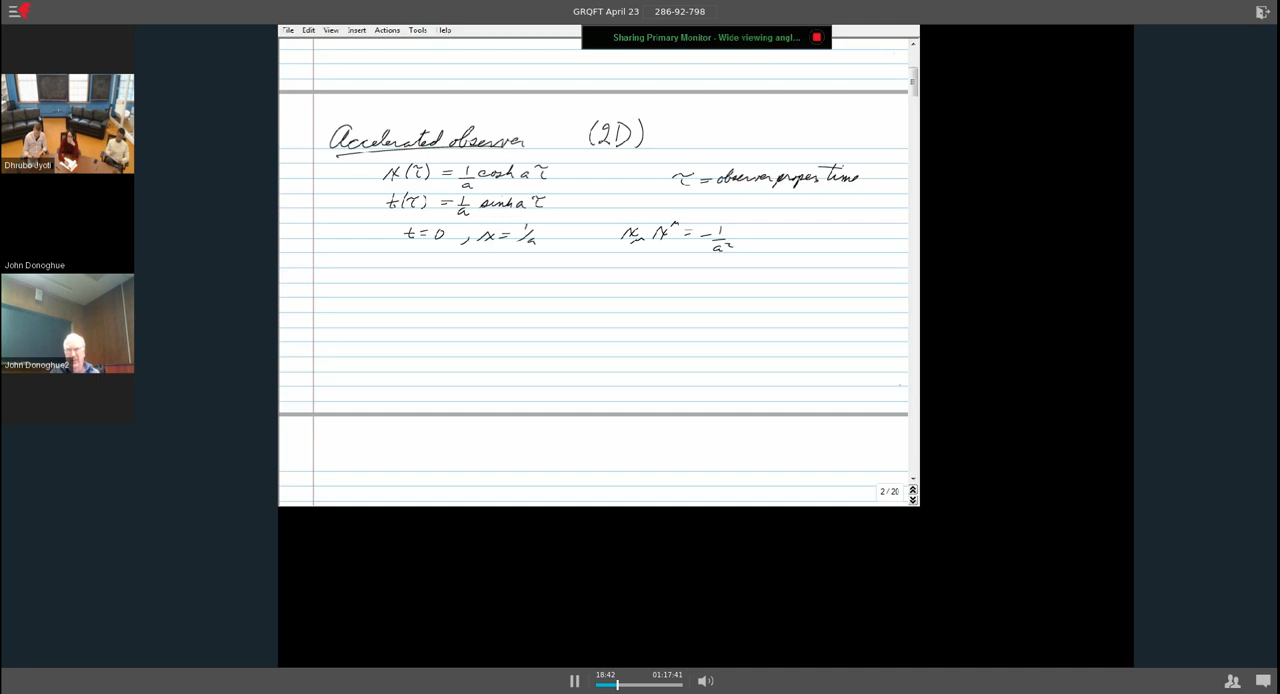 GRQFT April 23 286-92-798
File Edit View Insert Actions Tools Help
Sharing Primary Monitor - Wide viewing angl...
Accelerated observer (2D)
x(τ) = 1/a cosh a τ
τ = observer proper time
t(τ) = 1/a sinh a τ
t = 0 , x = 1/a
x_μ x^μ = -1/a²
Dhrubo Jyoti
John Donoghue
John Donoghue2
2 / 20
18:42 01:17:41